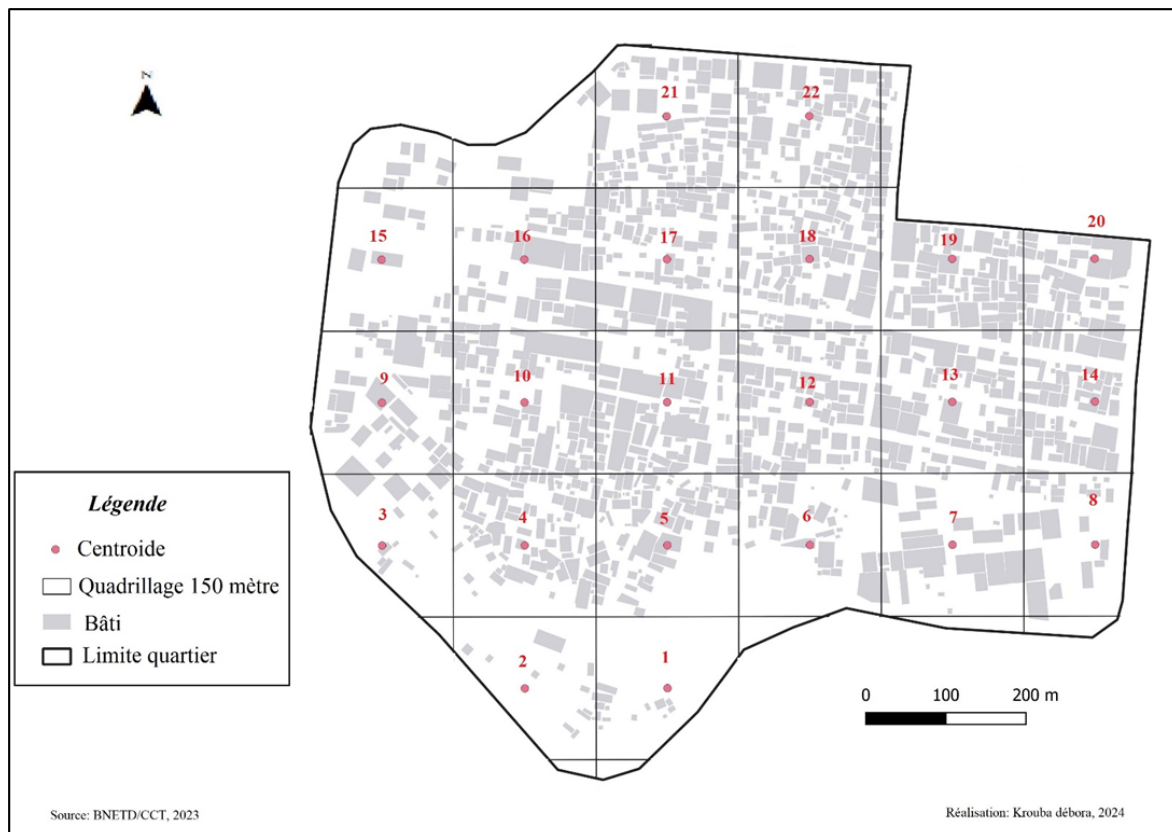 N
21 22
15 16 17 18 19 20
9 10 11 12 13 14
3 4 5 6 7 8
2 1
Légende
Centroide
Quadrillage 150 mètre
Bâti
Limite quartier
0 100 200 m
Source: BNETD/CCT, 2023
Réalisation: Krouba débora, 2024